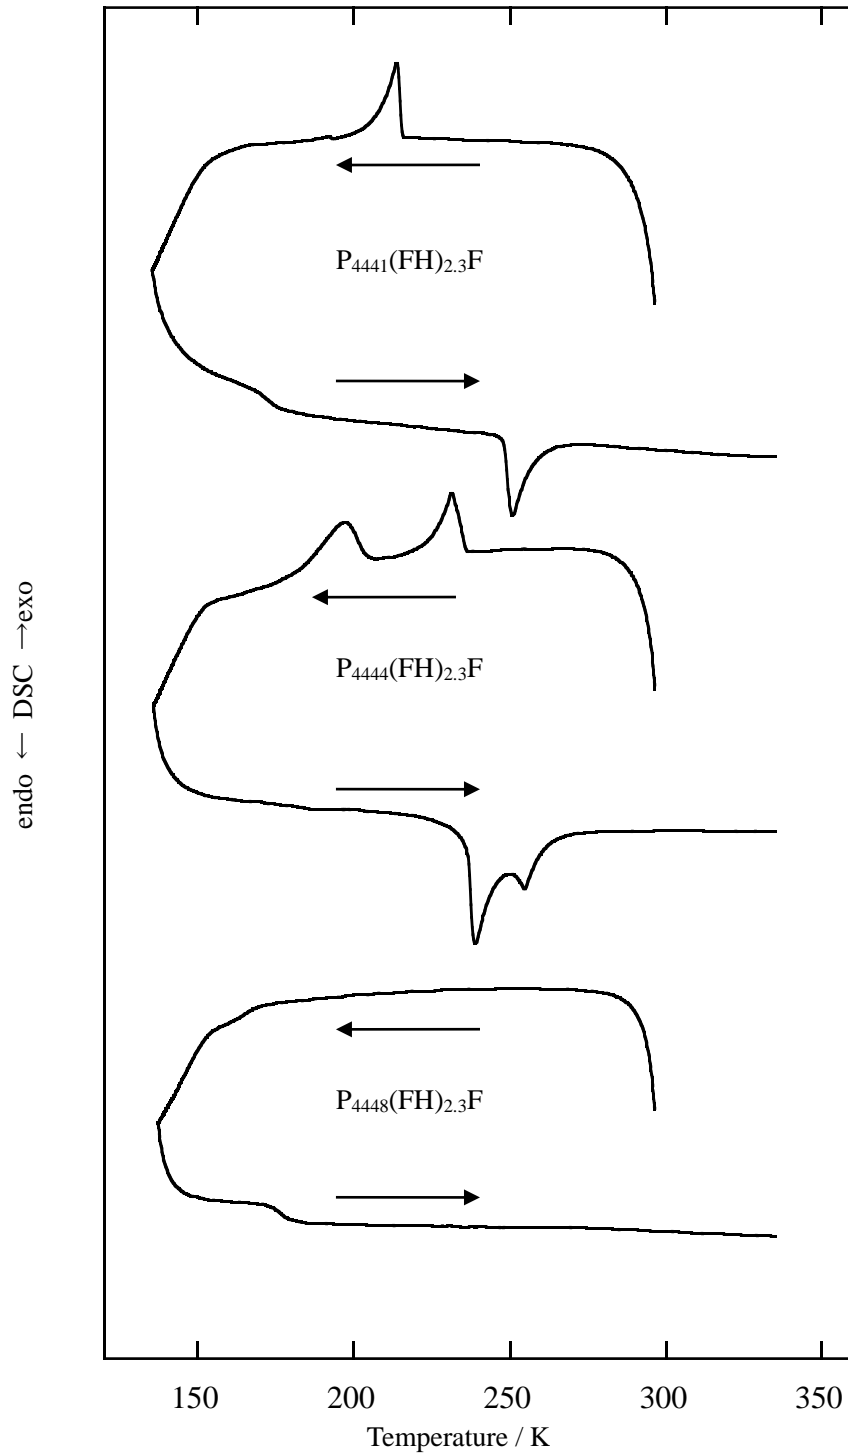 P₄₄₄₁(FH)₂.₃F
P₄₄₄₄(FH)₂.₃F
P₄₄₄₈(FH)₂.₃F
endo ← DSC →exo
150 200 250 300 350
Temperature / K